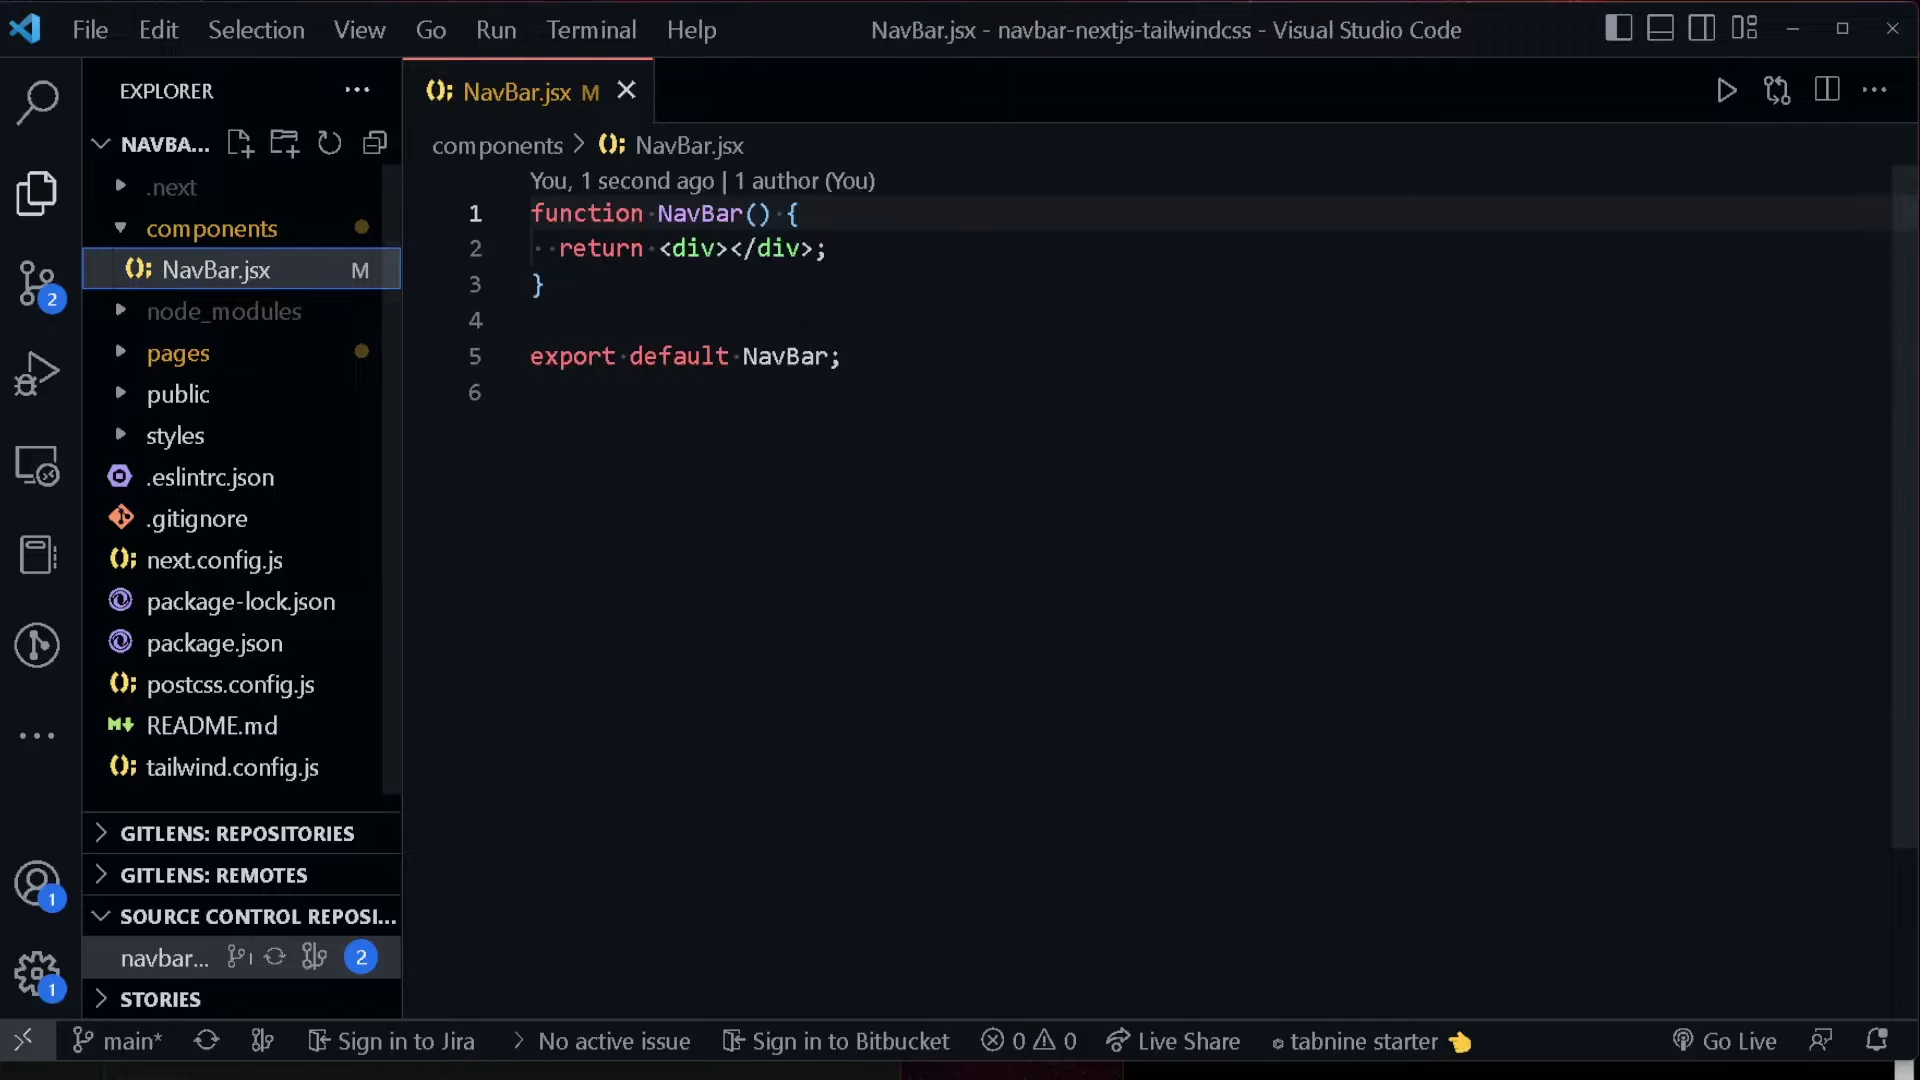 File Edit Selection View Go Run Terminal Help NavBar.jsx - navbar-nextjs-tailwindcss - Visual Studio Code
EXPLORER
NAVBA...
.next
components
NavBar.jsx M
node_modules
pages
public
styles
.eslintrc.json
.gitignore
next.config.js
package-lock.json
package.json
postcss.config.js
README.md
tailwind.config.js
GITLENS: REPOSITORIES
GITLENS: REMOTES
SOURCE CONTROL REPOSI...
navbar... 2
STORIES
2
1
1
NavBar.jsx M
components > NavBar.jsx
You, 1 second ago | 1 author (You)
1 function NavBar() {
2 return <div></div>;
3 }
4
5 export default NavBar;
6
main* Sign in to Jira > No active issue Sign in to Bitbucket 0 0 Live Share tabnine starter 👈 Go Live